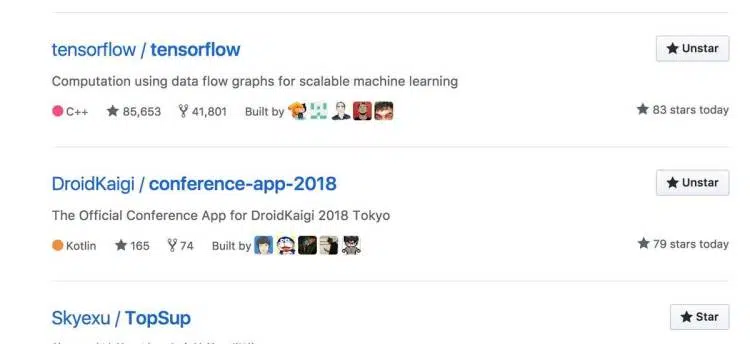 tensorflow / tensorflow
Unstar
Computation using data flow graphs for scalable machine learning
C++ 85,653 41,801 Built by 83 stars today
DroidKaigi / conference-app-2018
Unstar
The Official Conference App for DroidKaigi 2018 Tokyo
Kotlin 165 74 Built by 79 stars today
Skyexu / TopSup
Star